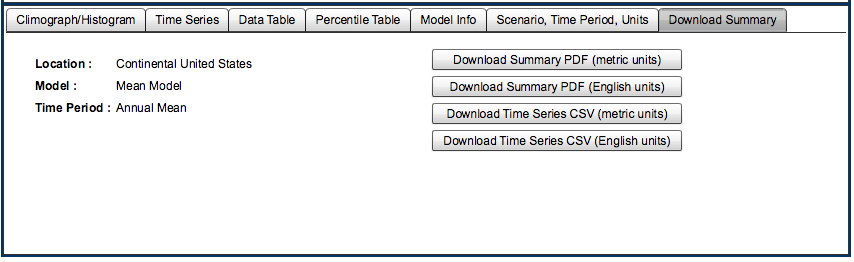 Climograph/Histogram Time Series Data Table Percentile Table Model Info Scenario, Time Period, Units Download Summary
Location : Continental United States
Model : Mean Model
Time Period : Annual Mean
Download Summary PDF (metric units)
Download Summary PDF (English units)
Download Time Series CSV (metric units)
Download Time Series CSV (English units)